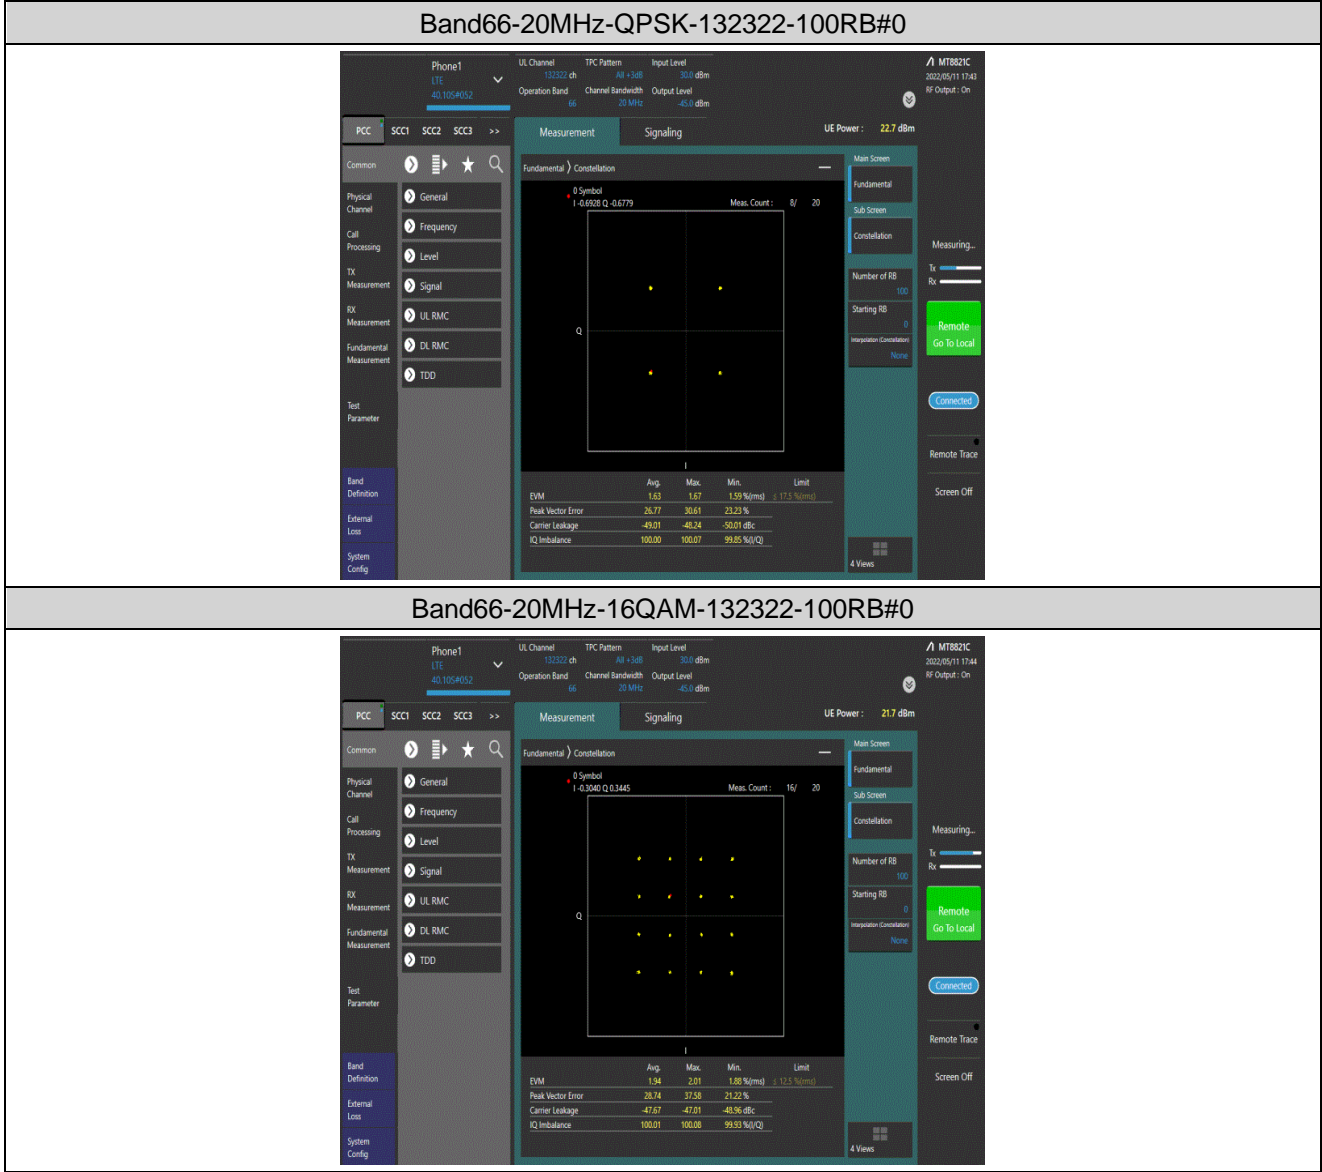 Band66-20MHz-QPSK-132322-100RB#0
Phone1
LTE
40.105#052
UL Channel TPC Pattern Input Level
132322 ch All +3dB 30.0 dBm
Operation Band Channel Bandwidth Output Level
66 20 MHz -45.0 dBm
MT8821C
2022/05/11 17:43
RF Output : On
PCC SCC1 SCC2 SCC3 >>
Measurement Signaling
UE Power : 22.7 dBm
Common
Physical
Channel
Call
Processing
TX
Measurement
RX
Measurement
Fundamental
Measurement
Test
Parameter
Band
Definition
External
Loss
System
Config
General
Frequency
Level
Signal
UL RMC
DL RMC
TDD
Fundamental ⟩ Constellation
0 Symbol
I -0.6928 Q -0.6779 Meas. Count : 8/ 20
Q
I
Avg. Max. Min. Limit
EVM 1.63 1.67 1.59 %(rms) ≤ 17.5 %(rms)
Peak Vector Error 26.77 30.61 23.23 %
Carrier Leakage -49.01 -48.24 -50.01 dBc
IQ Imbalance 100.00 100.07 99.85 %(I/Q)
Main Screen
Fundamental
Sub Screen
Constellation
Number of RB
100
Starting RB
0
Interpolation (Constellation)
None
4 Views
Measuring...
Tx
Rx
Remote
Go To Local
Connected
Remote Trace
Screen Off
Band66-20MHz-16QAM-132322-100RB#0
Phone1
LTE
40.105#052
UL Channel TPC Pattern Input Level
132322 ch All +3dB 30.0 dBm
Operation Band Channel Bandwidth Output Level
66 20 MHz -45.0 dBm
MT8821C
2022/05/11 17:44
RF Output : On
PCC SCC1 SCC2 SCC3 >>
Measurement Signaling
UE Power : 21.7 dBm
Common
Physical
Channel
Call
Processing
TX
Measurement
RX
Measurement
Fundamental
Measurement
Test
Parameter
Band
Definition
External
Loss
System
Config
General
Frequency
Level
Signal
UL RMC
DL RMC
TDD
Fundamental ⟩ Constellation
0 Symbol
I -0.3040 Q 0.3445 Meas. Count : 16/ 20
Q
I
Avg. Max. Min. Limit
EVM 1.94 2.01 1.88 %(rms) ≤ 12.5 %(rms)
Peak Vector Error 28.74 37.58 21.22 %
Carrier Leakage -47.67 -47.01 -48.96 dBc
IQ Imbalance 100.01 100.08 99.93 %(I/Q)
Main Screen
Fundamental
Sub Screen
Constellation
Number of RB
100
Starting RB
0
Interpolation (Constellation)
None
4 Views
Measuring...
Tx
Rx
Remote
Go To Local
Connected
Remote Trace
Screen Off